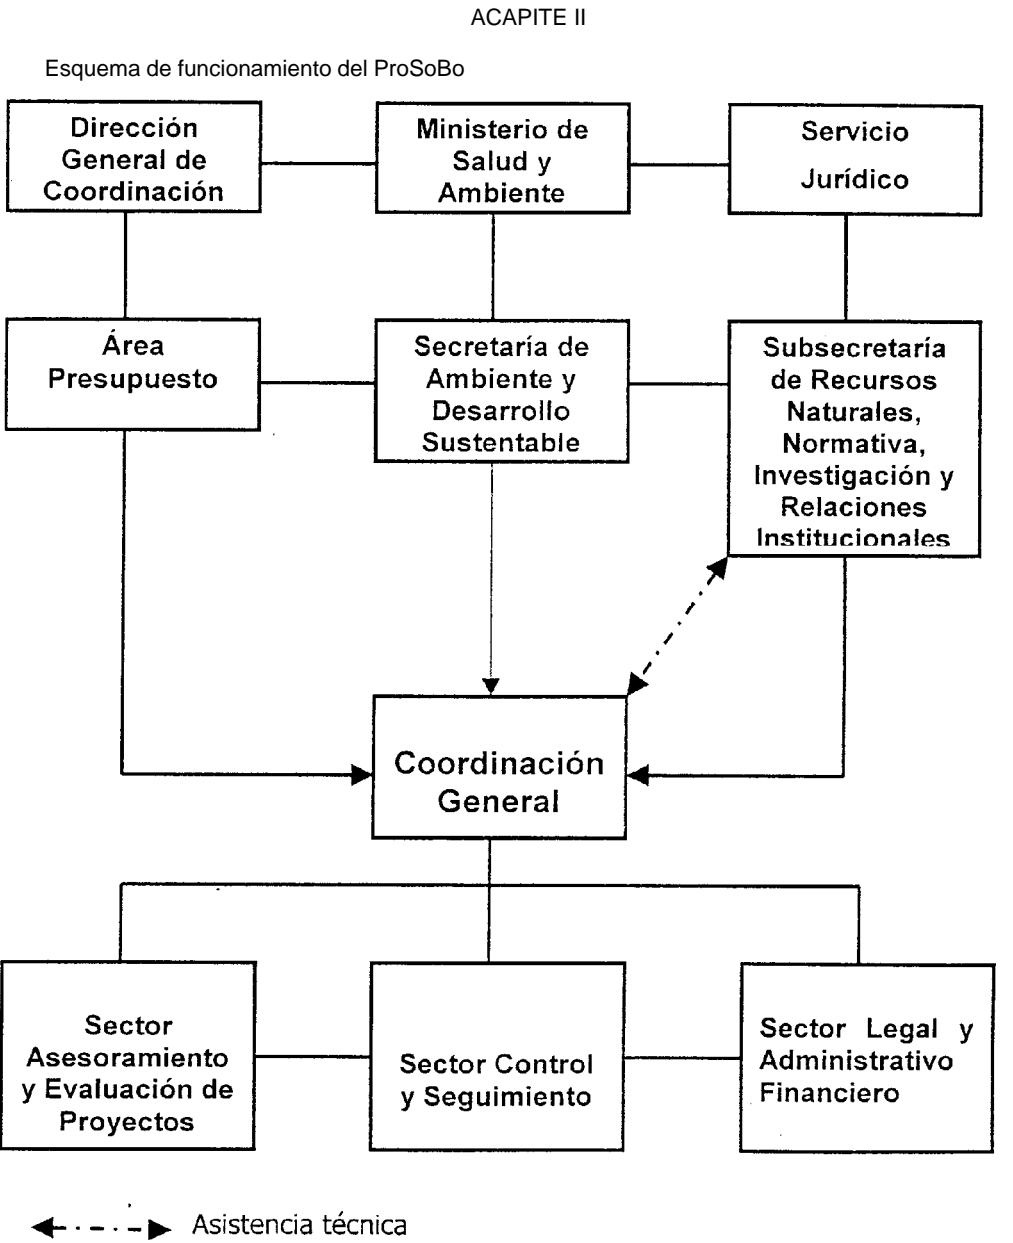 ACAPITE II
Esquema de funcionamiento del ProSoBo
Dirección
General de
Coordinación
Ministerio de
Salud y
Ambiente
Servicio
Jurídico
Área
Presupuesto
Secretaría de
Ambiente y
Desarrollo
Sustentable
Subsecretaría
de Recursos
Naturales,
Normativa,
Investigación y
Relaciones
Institucionales
Coordinación
General
Sector
Asesoramiento
y Evaluación de
Proyectos
Sector Control
y Seguimiento
Sector Legal y
Administrativo
Financiero
Asistencia técnica